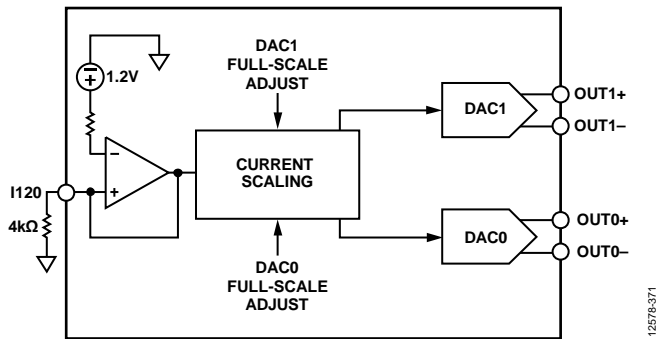 DAC1
FULL-SCALE
ADJUST
1.2V
DAC1
OUT1+
OUT1–
–
+
I120
4kΩ
CURRENT
SCALING
DAC0
OUT0+
OUT0–
DAC0
FULL-SCALE
ADJUST
12578-371